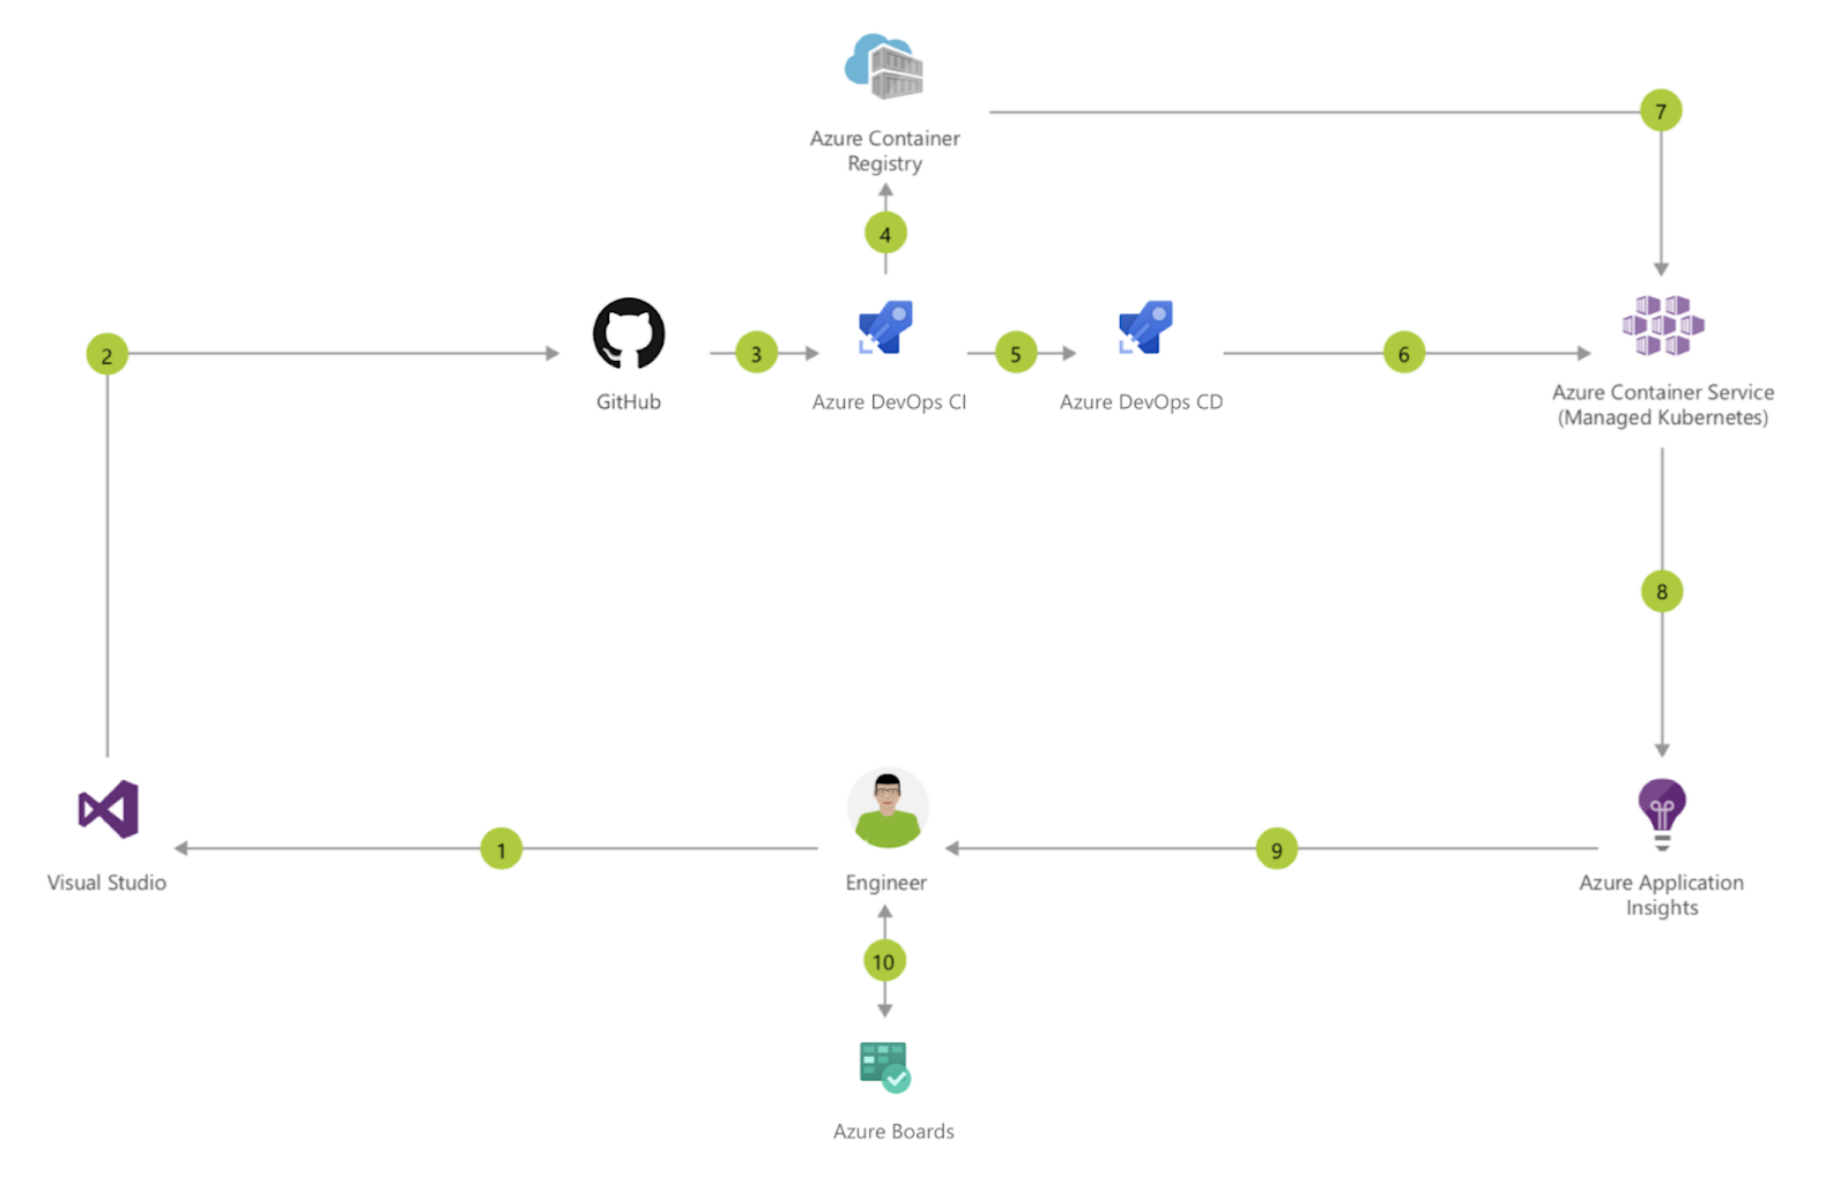 Azure Container
Registry
7
4
2
3
5
6
GitHub
Azure DevOps CI
Azure DevOps CD
Azure Container Service
(Managed Kubernetes)
8
1
9
Visual Studio
Engineer
Azure Application
Insights
10
Azure Boards